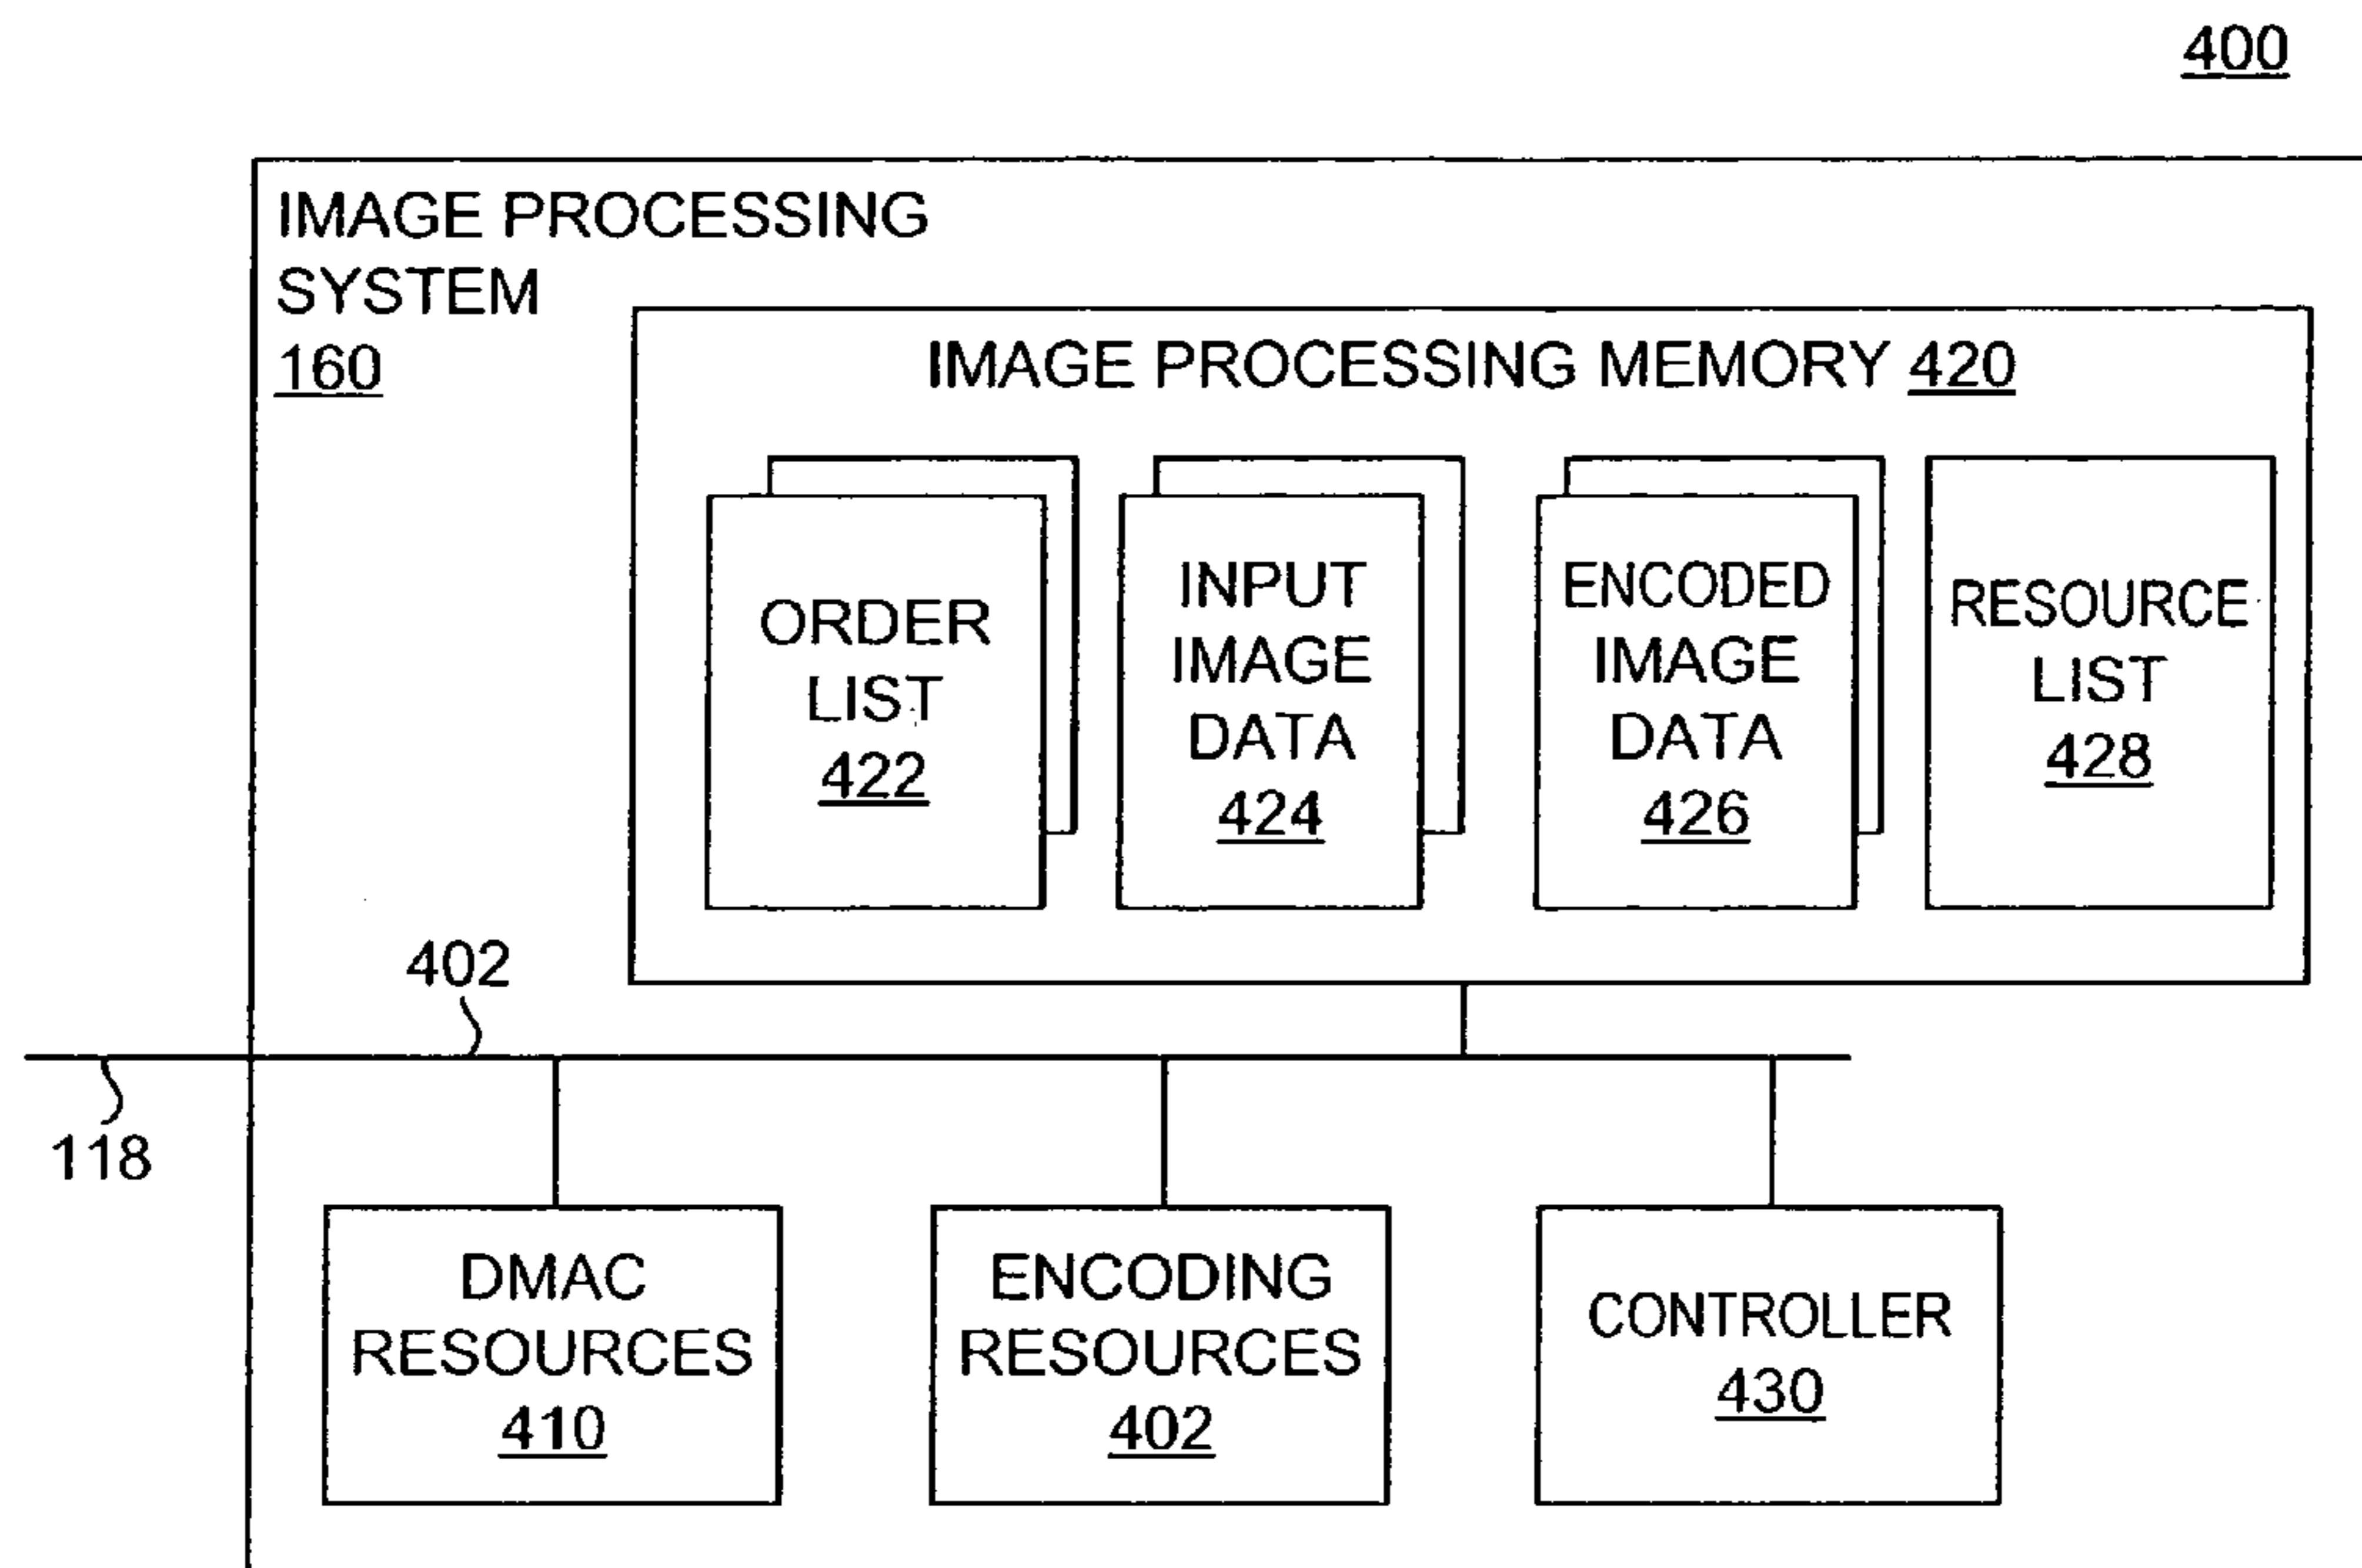 400
IMAGE PROCESSING
SYSTEM
160
IMAGE PROCESSING MEMORY 420
ORDER
LIST
422
INPUT
IMAGE
DATA
424
ENCODED
IMAGE
DATA
426
RESOURCE
LIST
428
402
118
DMAC
RESOURCES
410
ENCODING
RESOURCES
402
CONTROLLER
430